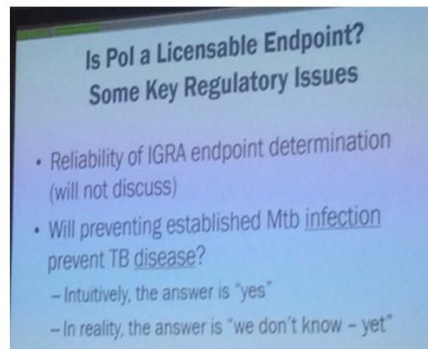 Is PoI a Licensable Endpoint?
Some Key Regulatory Issues
• Reliability of IGRA endpoint determination
(will not discuss)
• Will preventing established Mtb infection
prevent TB disease?
– Intuitively, the answer is "yes"
– In reality, the answer is "we don't know – yet"